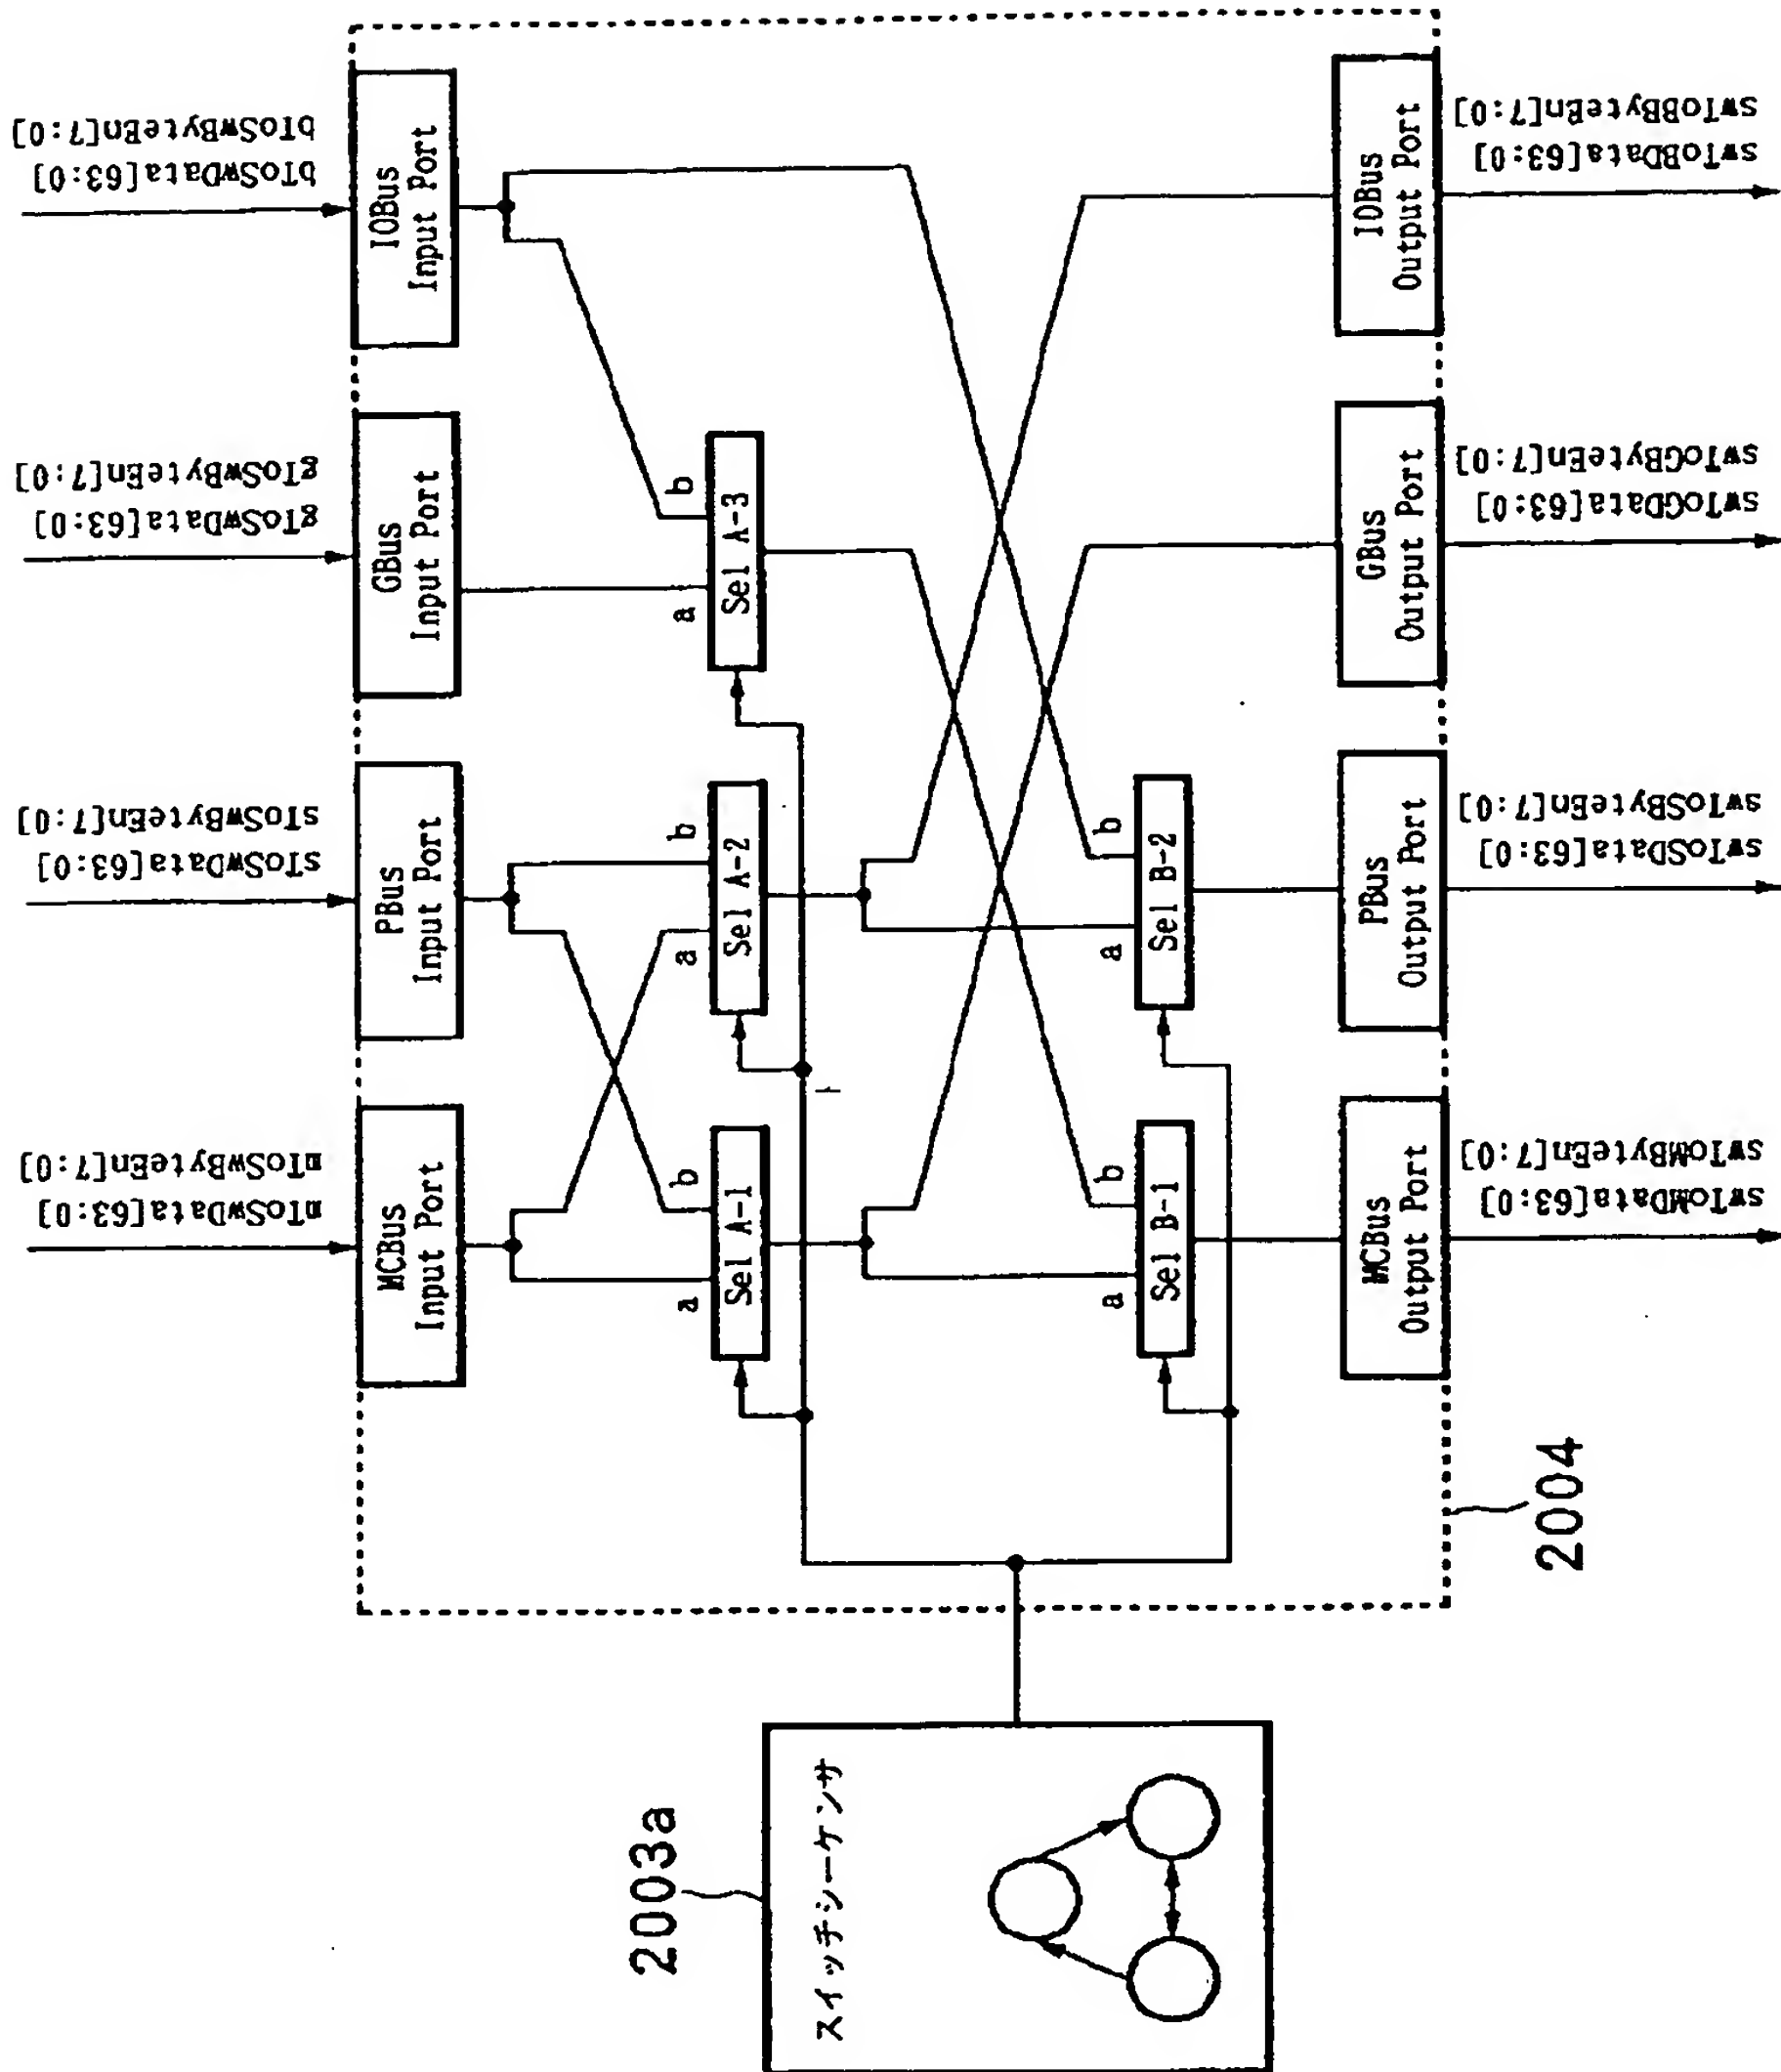 2003a
スイッチシーケンサ
2004
mToSwData[63:0]
mToSwByteEn[7:0]
sToSwData[63:0]
sToSwByteEn[7:0]
gToSwData[63:0]
gToSwByteEn[7:0]
bToSwData[63:0]
bToSwByteEn[7:0]
MCBus
Input Port
PBus
Input Port
GBus
Input Port
IOBus
Input Port
a
b
Sel A-1
a
b
Sel A-2
a
b
Sel A-3
a
b
Sel B-1
a
b
Sel B-2
MCBus
Output Port
PBus
Output Port
GBus
Output Port
IOBus
Output Port
swToMData[63:0]
swToMByteEn[7:0]
swToSData[63:0]
swToSByteEn[7:0]
swToGData[63:0]
swToGByteEn[7:0]
swToBData[63:0]
swToBByteEn[7:0]